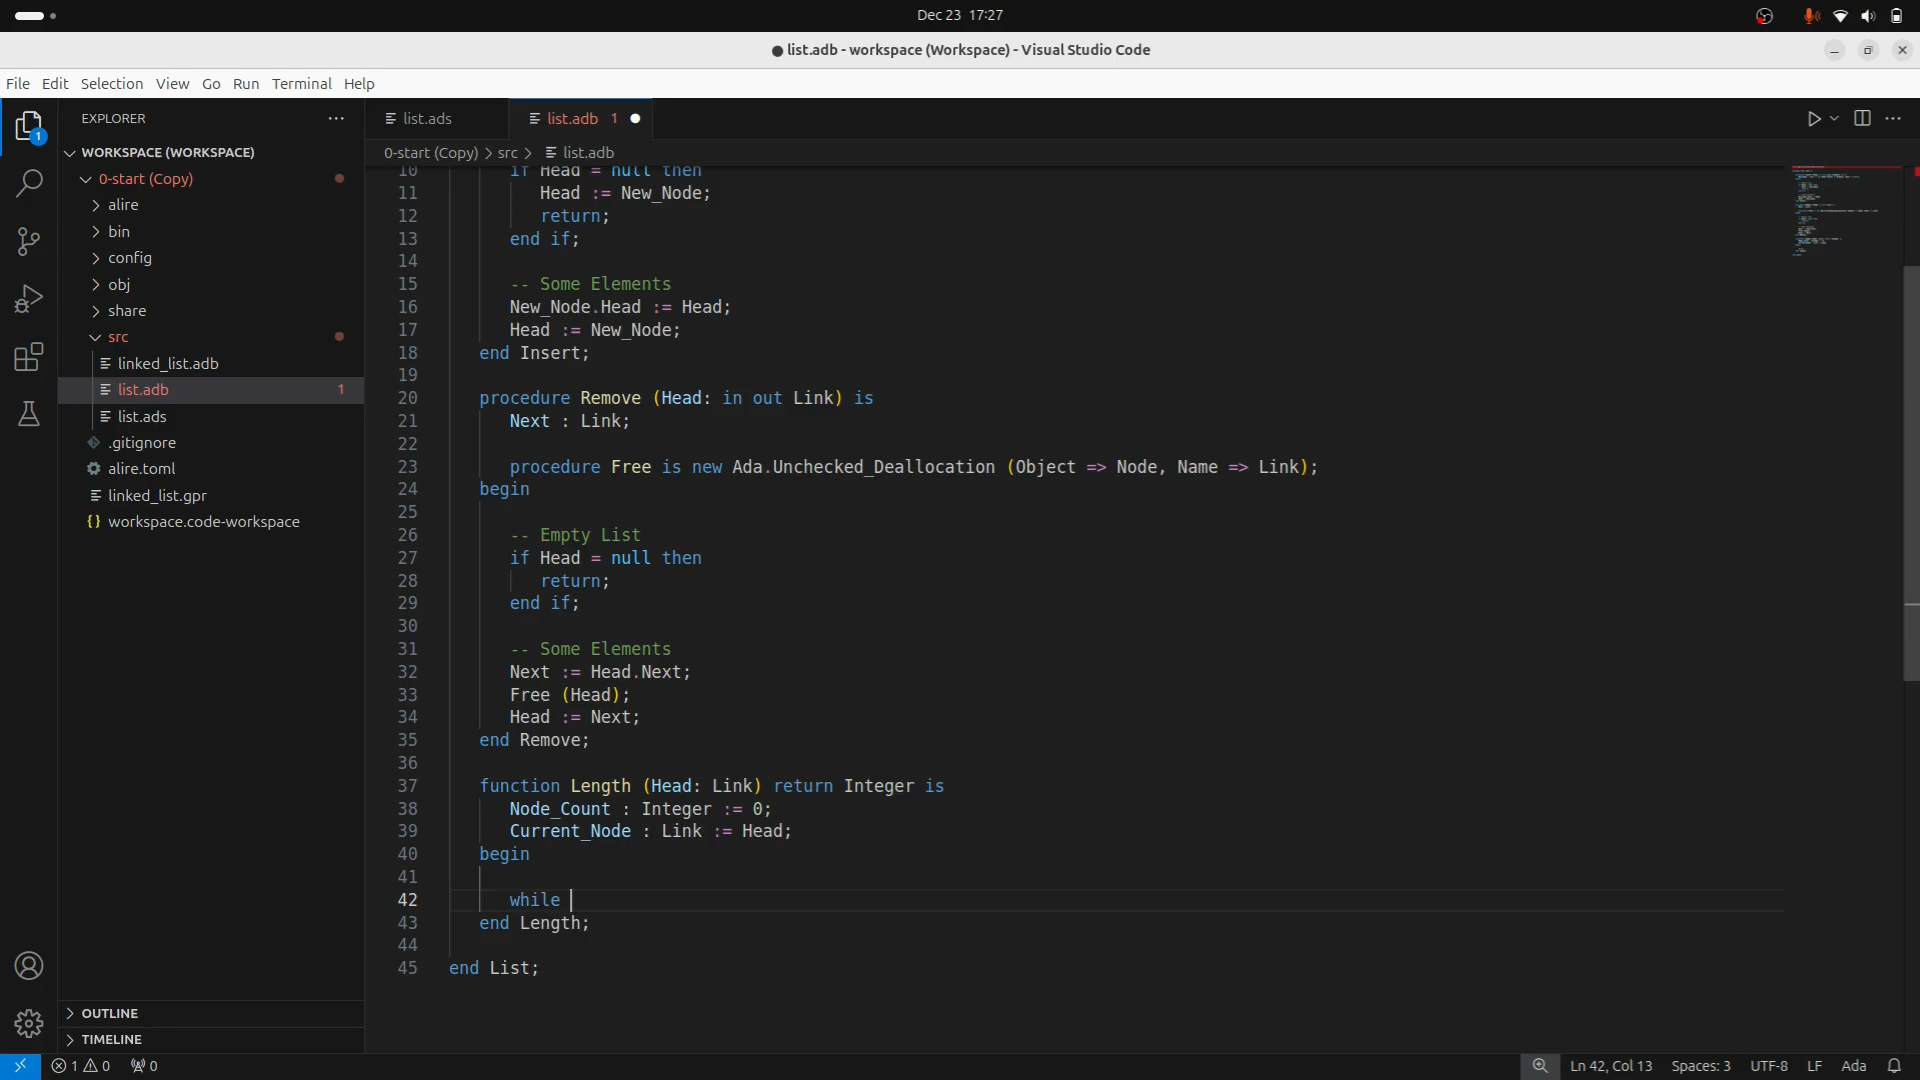 Dec 23 17:27
list.adb - workspace (Workspace) - Visual Studio Code
File Edit Selection View Go Run Terminal Help
EXPLORER
list.ads
list.adb 1
WORKSPACE (WORKSPACE)
0-start (Copy) > src > list.adb
0-start (Copy)
alire
bin
config
obj
share
src
linked_list.adb
list.adb 1
list.ads
.gitignore
alire.toml
linked_list.gpr
{} workspace.code-workspace
OUTLINE
TIMELINE
10 if Head = null then
11 Head := New_Node;
12 return;
13 end if;
14
15 -- Some Elements
16 New_Node.Head := Head;
17 Head := New_Node;
18 end Insert;
19
20 procedure Remove (Head: in out Link) is
21 Next : Link;
22
23 procedure Free is new Ada.Unchecked_Deallocation (Object => Node, Name => Link);
24 begin
25
26 -- Empty List
27 if Head = null then
28 return;
29 end if;
30
31 -- Some Elements
32 Next := Head.Next;
33 Free (Head);
34 Head := Next;
35 end Remove;
36
37 function Length (Head: Link) return Integer is
38 Node_Count : Integer := 0;
39 Current_Node : Link := Head;
40 begin
41
42 while
43 end Length;
44
45 end List;
1 0 0
Ln 42, Col 13 Spaces: 3 UTF-8 LF Ada